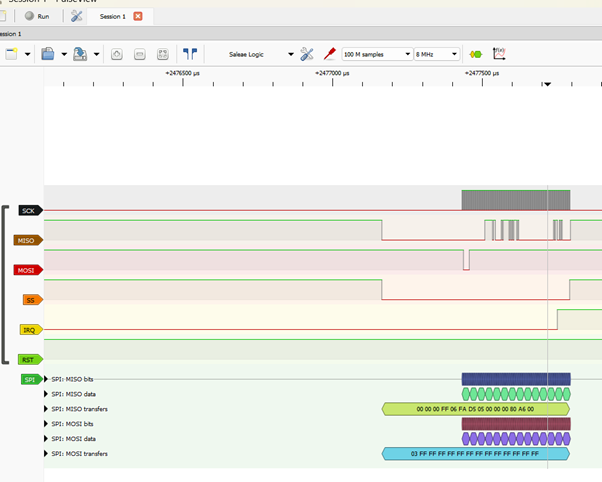 Session 1 - PulseView
Run
Session 1
Session 1
Saleae Logic
100 M samples
8 MHz
+2476500 µs
+2477000 µs
+2477500 µs
SCK
MISO
MOSI
SS
IRQ
RST
SPI
SPI: MISO bits
SPI: MISO data
SPI: MISO transfers
00 00 00 FF 06 FA D5 05 00 00 00 80 A6 00
SPI: MOSI bits
SPI: MOSI data
SPI: MOSI transfers
03 FF FF FF FF FF FF FF FF FF FF FF FF FF